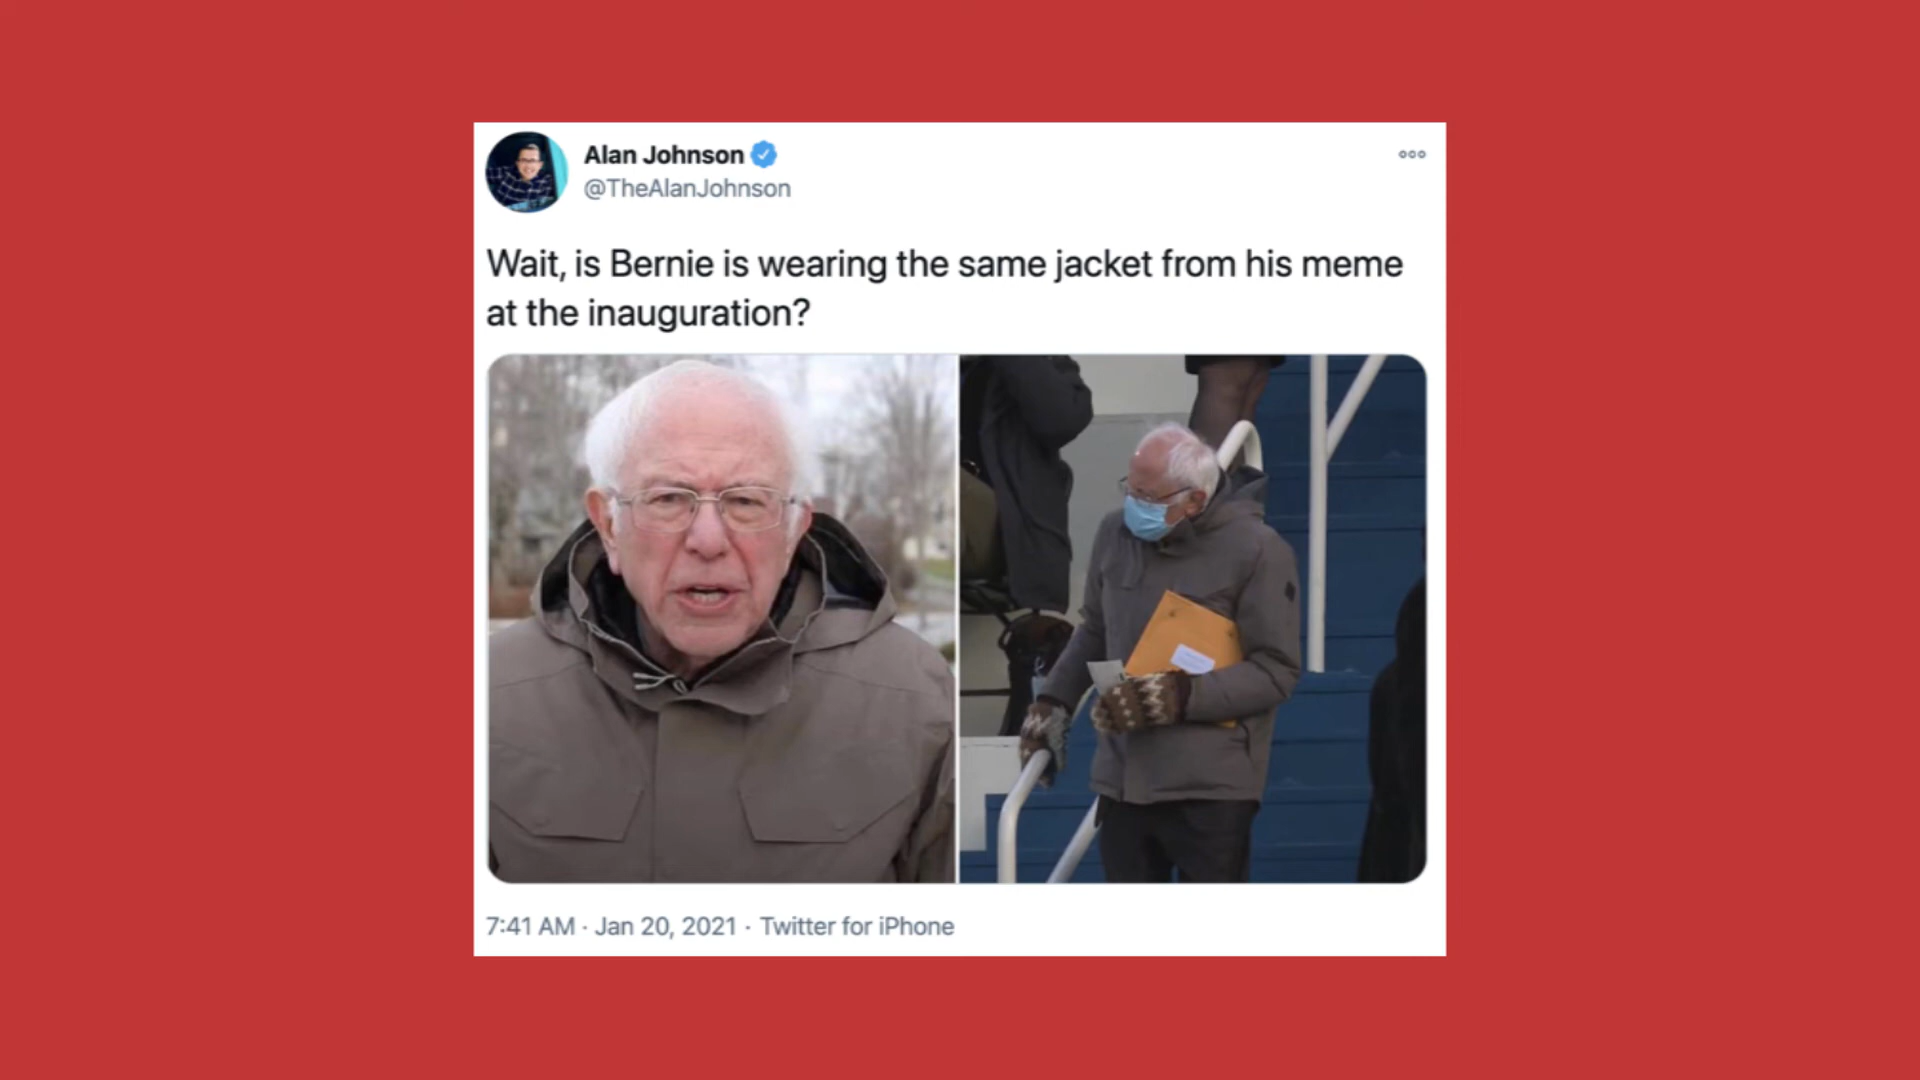 Alan Johnson
@TheAlanJohnson
Wait, is Bernie is wearing the same jacket from his meme
at the inauguration?
7:41 AM · Jan 20, 2021 · Twitter for iPhone